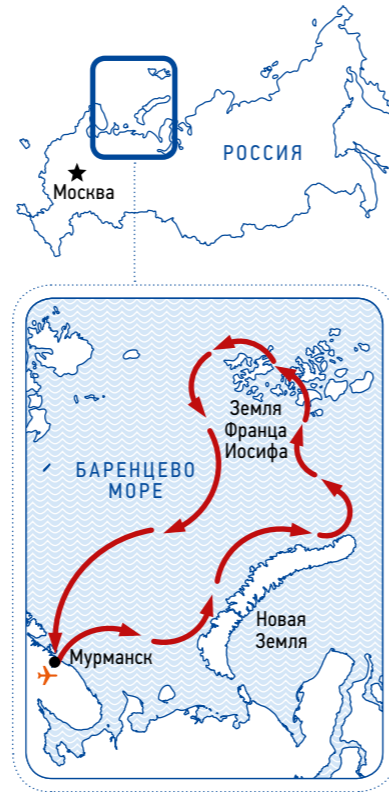 РОССИЯ
Москва
Земля
Франца
Иосифа
БАРЕНЦЕВО
МОРЕ
Новая
Земля
Мурманск